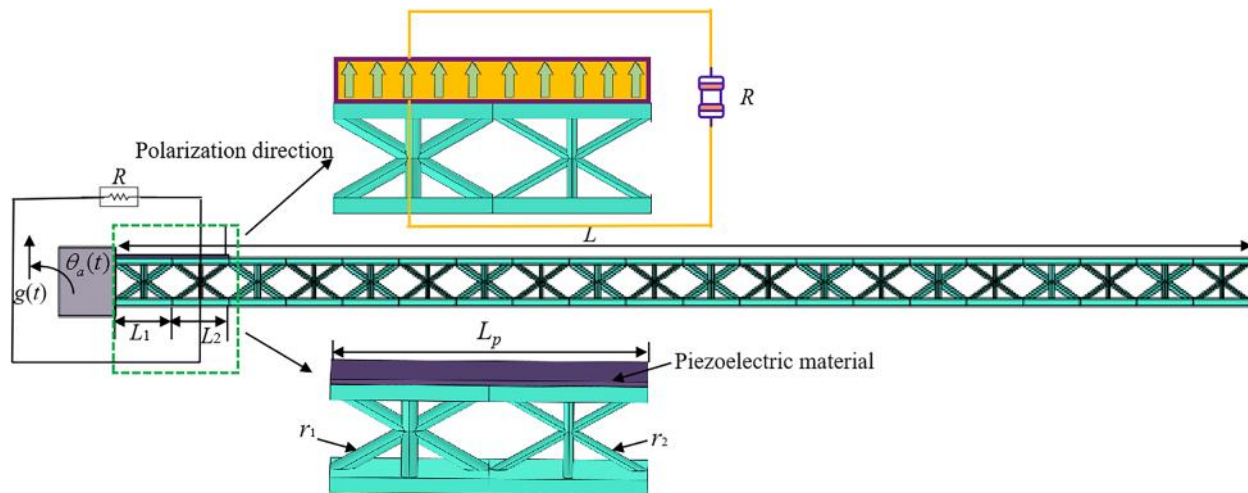 R
Polarization direction
R
L
θₐ(t)
g(t)
L₁
L₂
Lₚ
Piezoelectric material
r₁
r₂